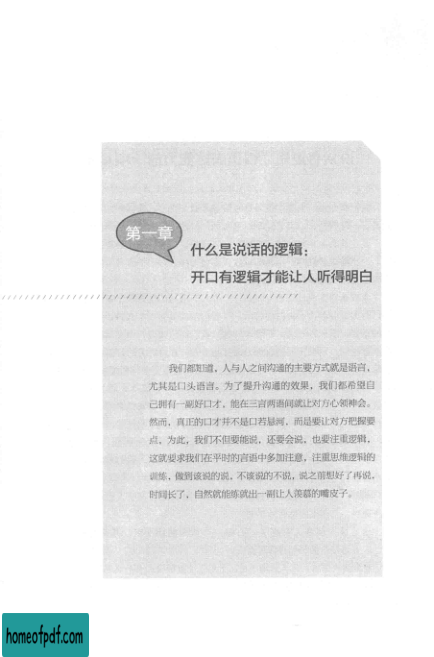 第一章
什么是说话的逻辑：
开口有逻辑才能让人听得明白
我们都知道，人与人之间沟通的主要方式就是语言，
尤其是口头语言。为了提升沟通的效果，我们都希望自
己拥有一副好口才，能在三言两语间就让对方心领神会。
然而，真正的口才并不是口若悬河，而是要让对方把握要
点，为此，我们不但要能说，还要会说，也要注重逻辑，
这就要求我们在平时的言语中多加注意，注重思维逻辑的
训练，做到该说的说，不该说的不说，说之前想好了再说，
时间长了，自然就能练就出一副让人羡慕的嘴皮子。
homeofpdf.com